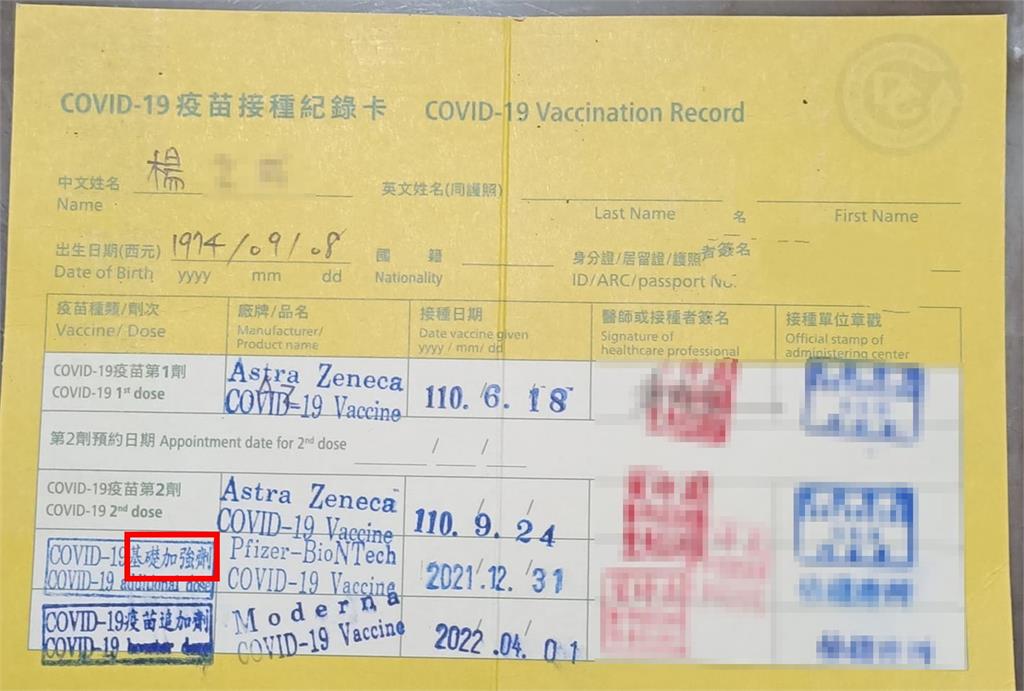 COVID-19 疫苗接種紀錄卡 COVID-19 Vaccination Record
中文姓名 楊 英文姓名(同護照)
Name Last Name 名 First Name
出生日期(西元) 1974/09/08 國籍 身分證/居留證/護照 者簽名
Date of Birth yyyy mm dd Nationality ID/ARC/passport No.
疫苗種類/劑次 廠牌/品名 接種日期 醫師或接種者簽名 接種單位章戳
Vaccine/ Dose Manufacturer/ Date vaccine given Signature of Official stamp of
Product name yyyy / mm/ dd healthcare professional administering center
COVID-19疫苗第1劑 Astra Zeneca
COVID-19 1st dose AZ COVID-19 Vaccine 110. 6. 18
第2劑預約日期 Appointment date for 2nd dose / /
COVID-19疫苗第2劑 Astra Zeneca
COVID-19 2nd dose COVID-19 Vaccine 110. 9. 24
COVID-19基礎加強劑 Pfizer-BioNTech
COVID-19 additional dose COVID-19 Vaccine 2021.12. 31
COVID-19疫苗追加劑 Moderna
COVID-19 booster dose COVID-19 Vaccine 2022.04. 01